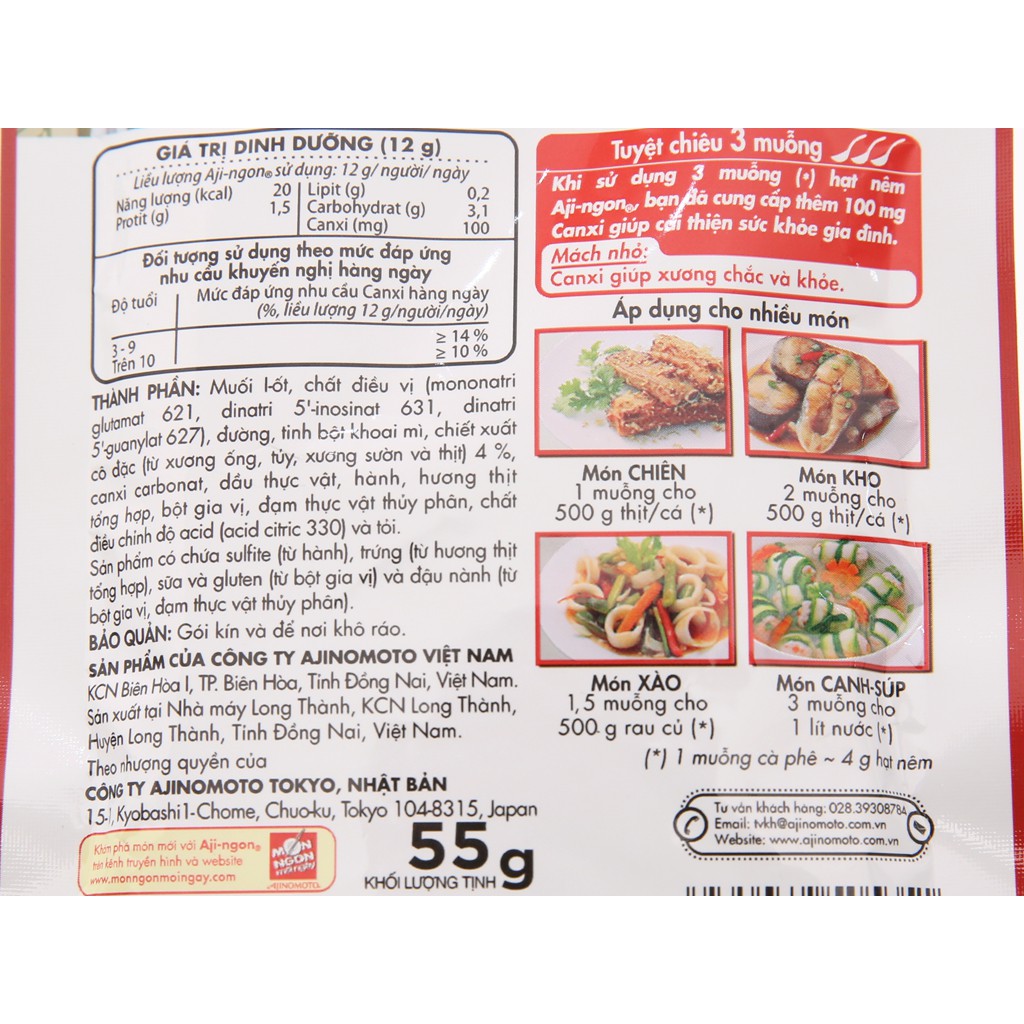 GIÁ TRỊ DINH DƯỠNG (12 g)
Liều lượng Aji-ngon® sử dụng: 12 g/người/ngày
Năng lượng (kcal) 20
Protit (g) 1,5
Lipit (g) 0,2
Carbohydrat (g) 3,1
Canxi (mg) 100
Đối tượng sử dụng theo mức đáp ứng
nhu cầu khuyến nghị hàng ngày
Độ tuổi
Mức đáp ứng nhu cầu Canxi hàng ngày
(%, liều lượng 12 g/người/ngày)
3 - 9 ≥ 14 %
Trên 10 ≥ 10 %
THÀNH PHẦN: Muối I-ốt, chất điều vị (mononatri
glutamat 621, dinatri 5'-inosinat 631, dinatri
5'-guanylat 627), đường, tinh bột khoai mì, chiết xuất
cô đặc (từ xương ống, tủy, xương sườn và thịt) 4 %,
canxi carbonat, dầu thực vật, hành, hương thịt
tổng hợp, bột gia vị, đạm thực vật thủy phân, chất
điều chỉnh độ acid (acid citric 330) và tỏi.
Sản phẩm có chứa sulfite (từ hành), trứng (từ hương thịt
tổng hợp), sữa và gluten (từ bột gia vị) và đậu nành (từ
bột gia vị, đạm thực vật thủy phân).
BẢO QUẢN: Gói kín và để nơi khô ráo.
SẢN PHẨM CỦA CÔNG TY AJINOMOTO VIỆT NAM
KCN Biên Hòa I, TP. Biên Hòa, Tỉnh Đồng Nai, Việt Nam.
Sản xuất tại Nhà máy Long Thành, KCN Long Thành,
Huyện Long Thành, Tỉnh Đồng Nai, Việt Nam.
Theo nhượng quyền của
CÔNG TY AJINOMOTO TOKYO, NHẬT BẢN
15-1, Kyobashi 1-Chome, Chuo-ku, Tokyo 104-8315, Japan
Khám phá món mới với Aji-ngon®
trên kênh truyền hình và website
www.monngonmoingay.com
MÓN
NGON
mỗi ngày
AJINOMOTO.
55g
KHỐI LƯỢNG TỊNH
Tuyệt chiêu 3 muỗng
Khi sử dụng 3 muỗng (*) hạt nêm
Aji-ngon®, bạn đã cung cấp thêm 100 mg
Canxi giúp cải thiện sức khỏe gia đình.
Mách nhỏ:
Canxi giúp xương chắc và khỏe.
Áp dụng cho nhiều món
Món CHIÊN
1 muỗng cho
500 g thịt/cá (*)
Món KHO
2 muỗng cho
500 g thịt/cá (*)
Món XÀO
1,5 muỗng cho
500 g rau củ (*)
Món CANH-SÚP
3 muỗng cho
1 lít nước (*)
(*) 1 muỗng cà phê ~ 4 g hạt nêm
Tư vấn khách hàng: 028.39308784
Email: tvkh@ajinomoto.com.vn
Website: www.ajinomoto.com.vn